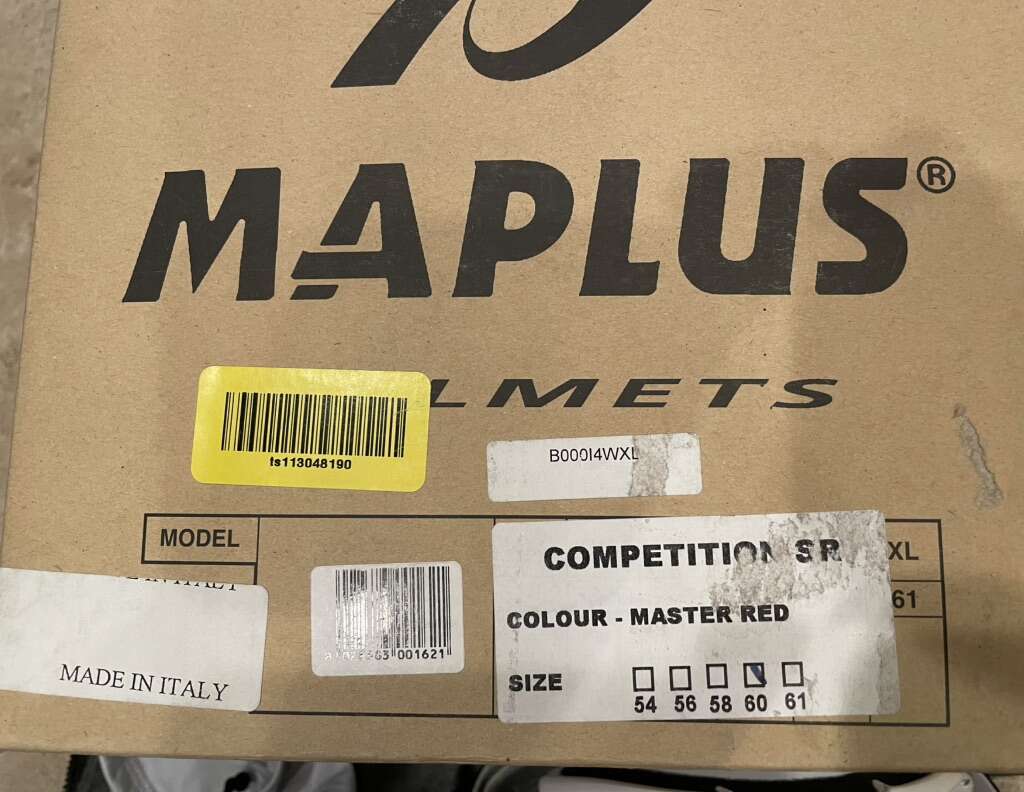 MAPLUS®
LMETS
ts113048190
B000I4WXL
MODEL
COMPETITION SR
XL
61
COLOUR - MASTER RED
SIZE
54 56 58 60 61
001621
MADE IN ITALY